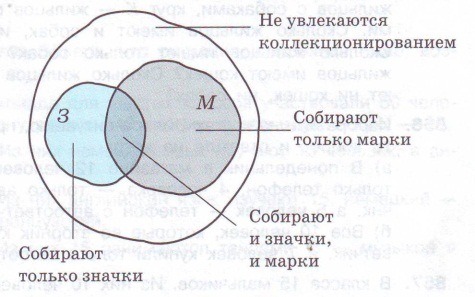 Не увлекаются
коллекционированием
З
М
Собирают
только марки
Собирают
и значки,
и марки
Собирают
только значки